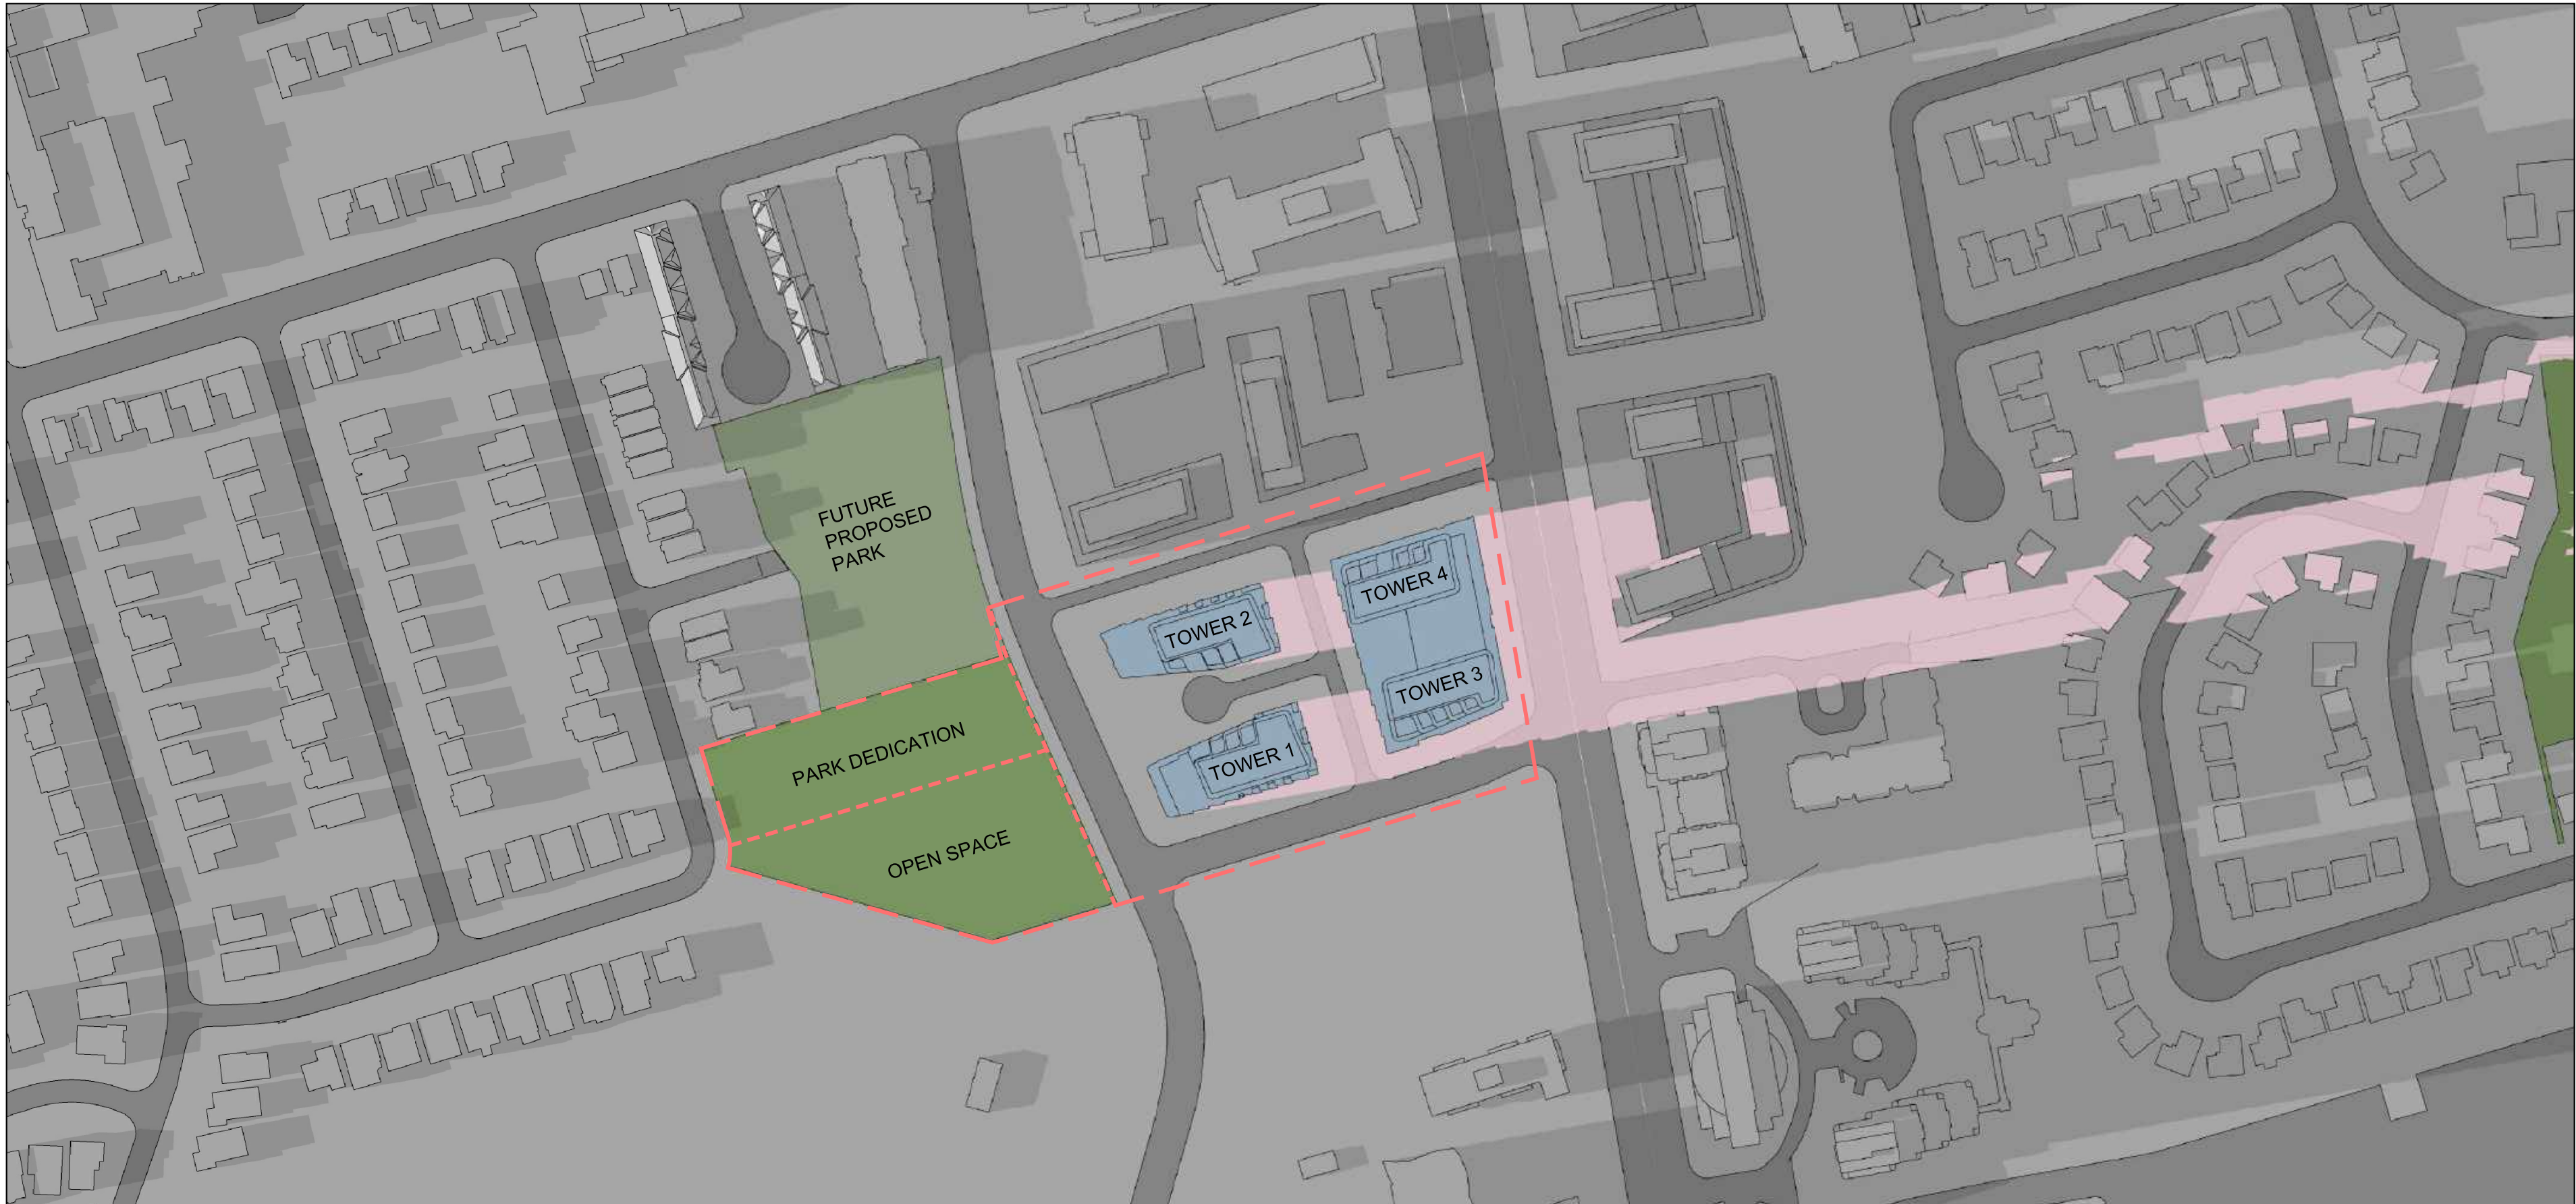 FUTURE
PROPOSED
PARK
TOWER 4
TOWER 2
TOWER 3
PARK DEDICATION
TOWER 1
OPEN SPACE